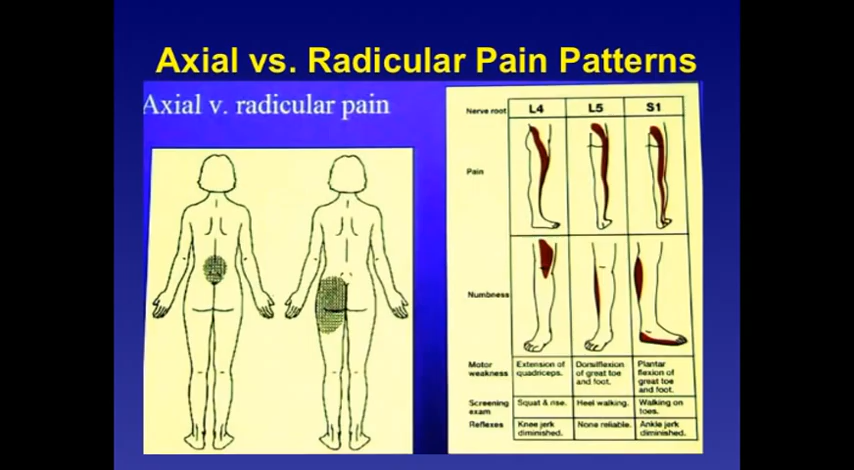 Axial vs. Radicular Pain Patterns
Axial v. radicular pain
Nerve root L4 L5 S1
Pain
Numbness
Motor weakness
Extension of quadriceps.
Dorsiflexion of great toe and foot.
Plantar flexion of great toe and foot.
Screening exam
Squat & rise.
Heel walking.
Walking on toes.
Reflexes
Knee jerk diminished.
None reliable.
Ankle jerk diminished.